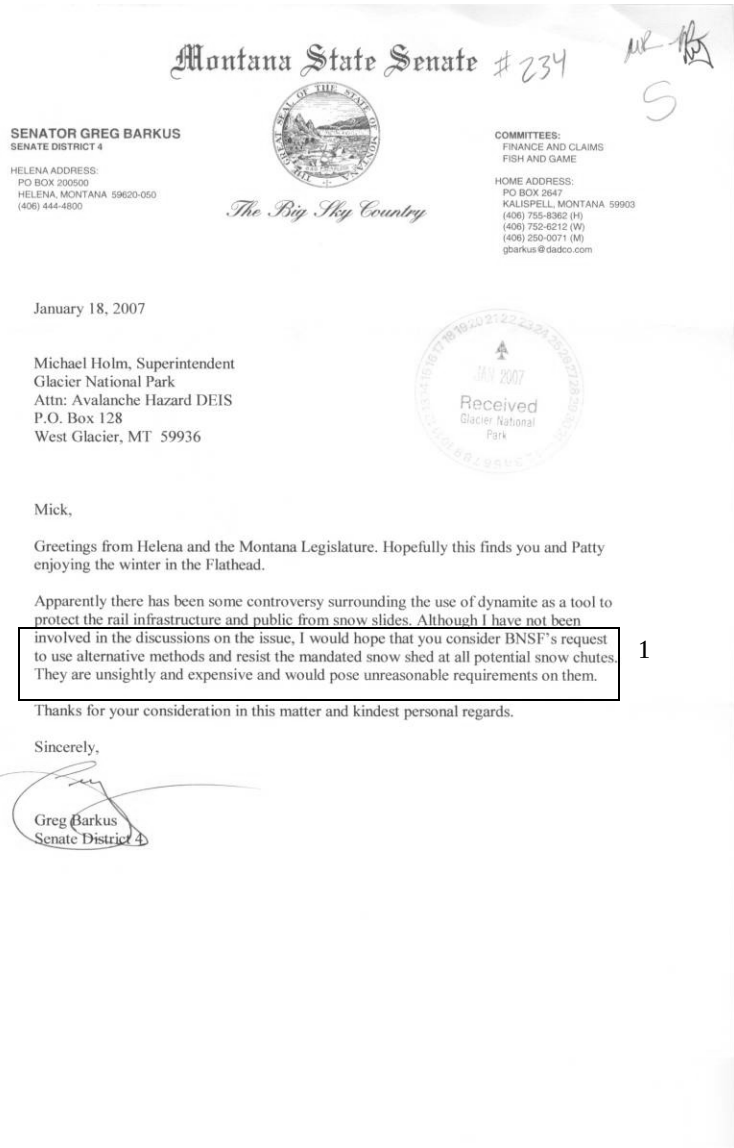 Montana State Senate # 234
S
SENATOR GREG BARKUS
SENATE DISTRICT 4
HELENA ADDRESS:
PO BOX 200500
HELENA, MONTANA 59620-050
(406) 444-4800
The Big Sky Country
COMMITTEES:
FINANCE AND CLAIMS
FISH AND GAME
HOME ADDRESS:
PO BOX 2647
KALISPELL, MONTANA 59903
(406) 755-8362 (H)
(406) 752-6212 (W)
(406) 250-0071 (M)
gbarkus@dadco.com
January 18, 2007
Michael Holm, Superintendent
Glacier National Park
Attn: Avalanche Hazard DEIS
P.O. Box 128
West Glacier, MT 59936
JAN 2007
Received
Glacier National
Park
Mick,
Greetings from Helena and the Montana Legislature. Hopefully this finds you and Patty
enjoying the winter in the Flathead.
Apparently there has been some controversy surrounding the use of dynamite as a tool to
protect the rail infrastructure and public from snow slides. Although I have not been
involved in the discussions on the issue, I would hope that you consider BNSF's request
to use alternative methods and resist the mandated snow shed at all potential snow chutes.
They are unsightly and expensive and would pose unreasonable requirements on them.
1
Thanks for your consideration in this matter and kindest personal regards.
Sincerely,
Greg Barkus
Senate District 4